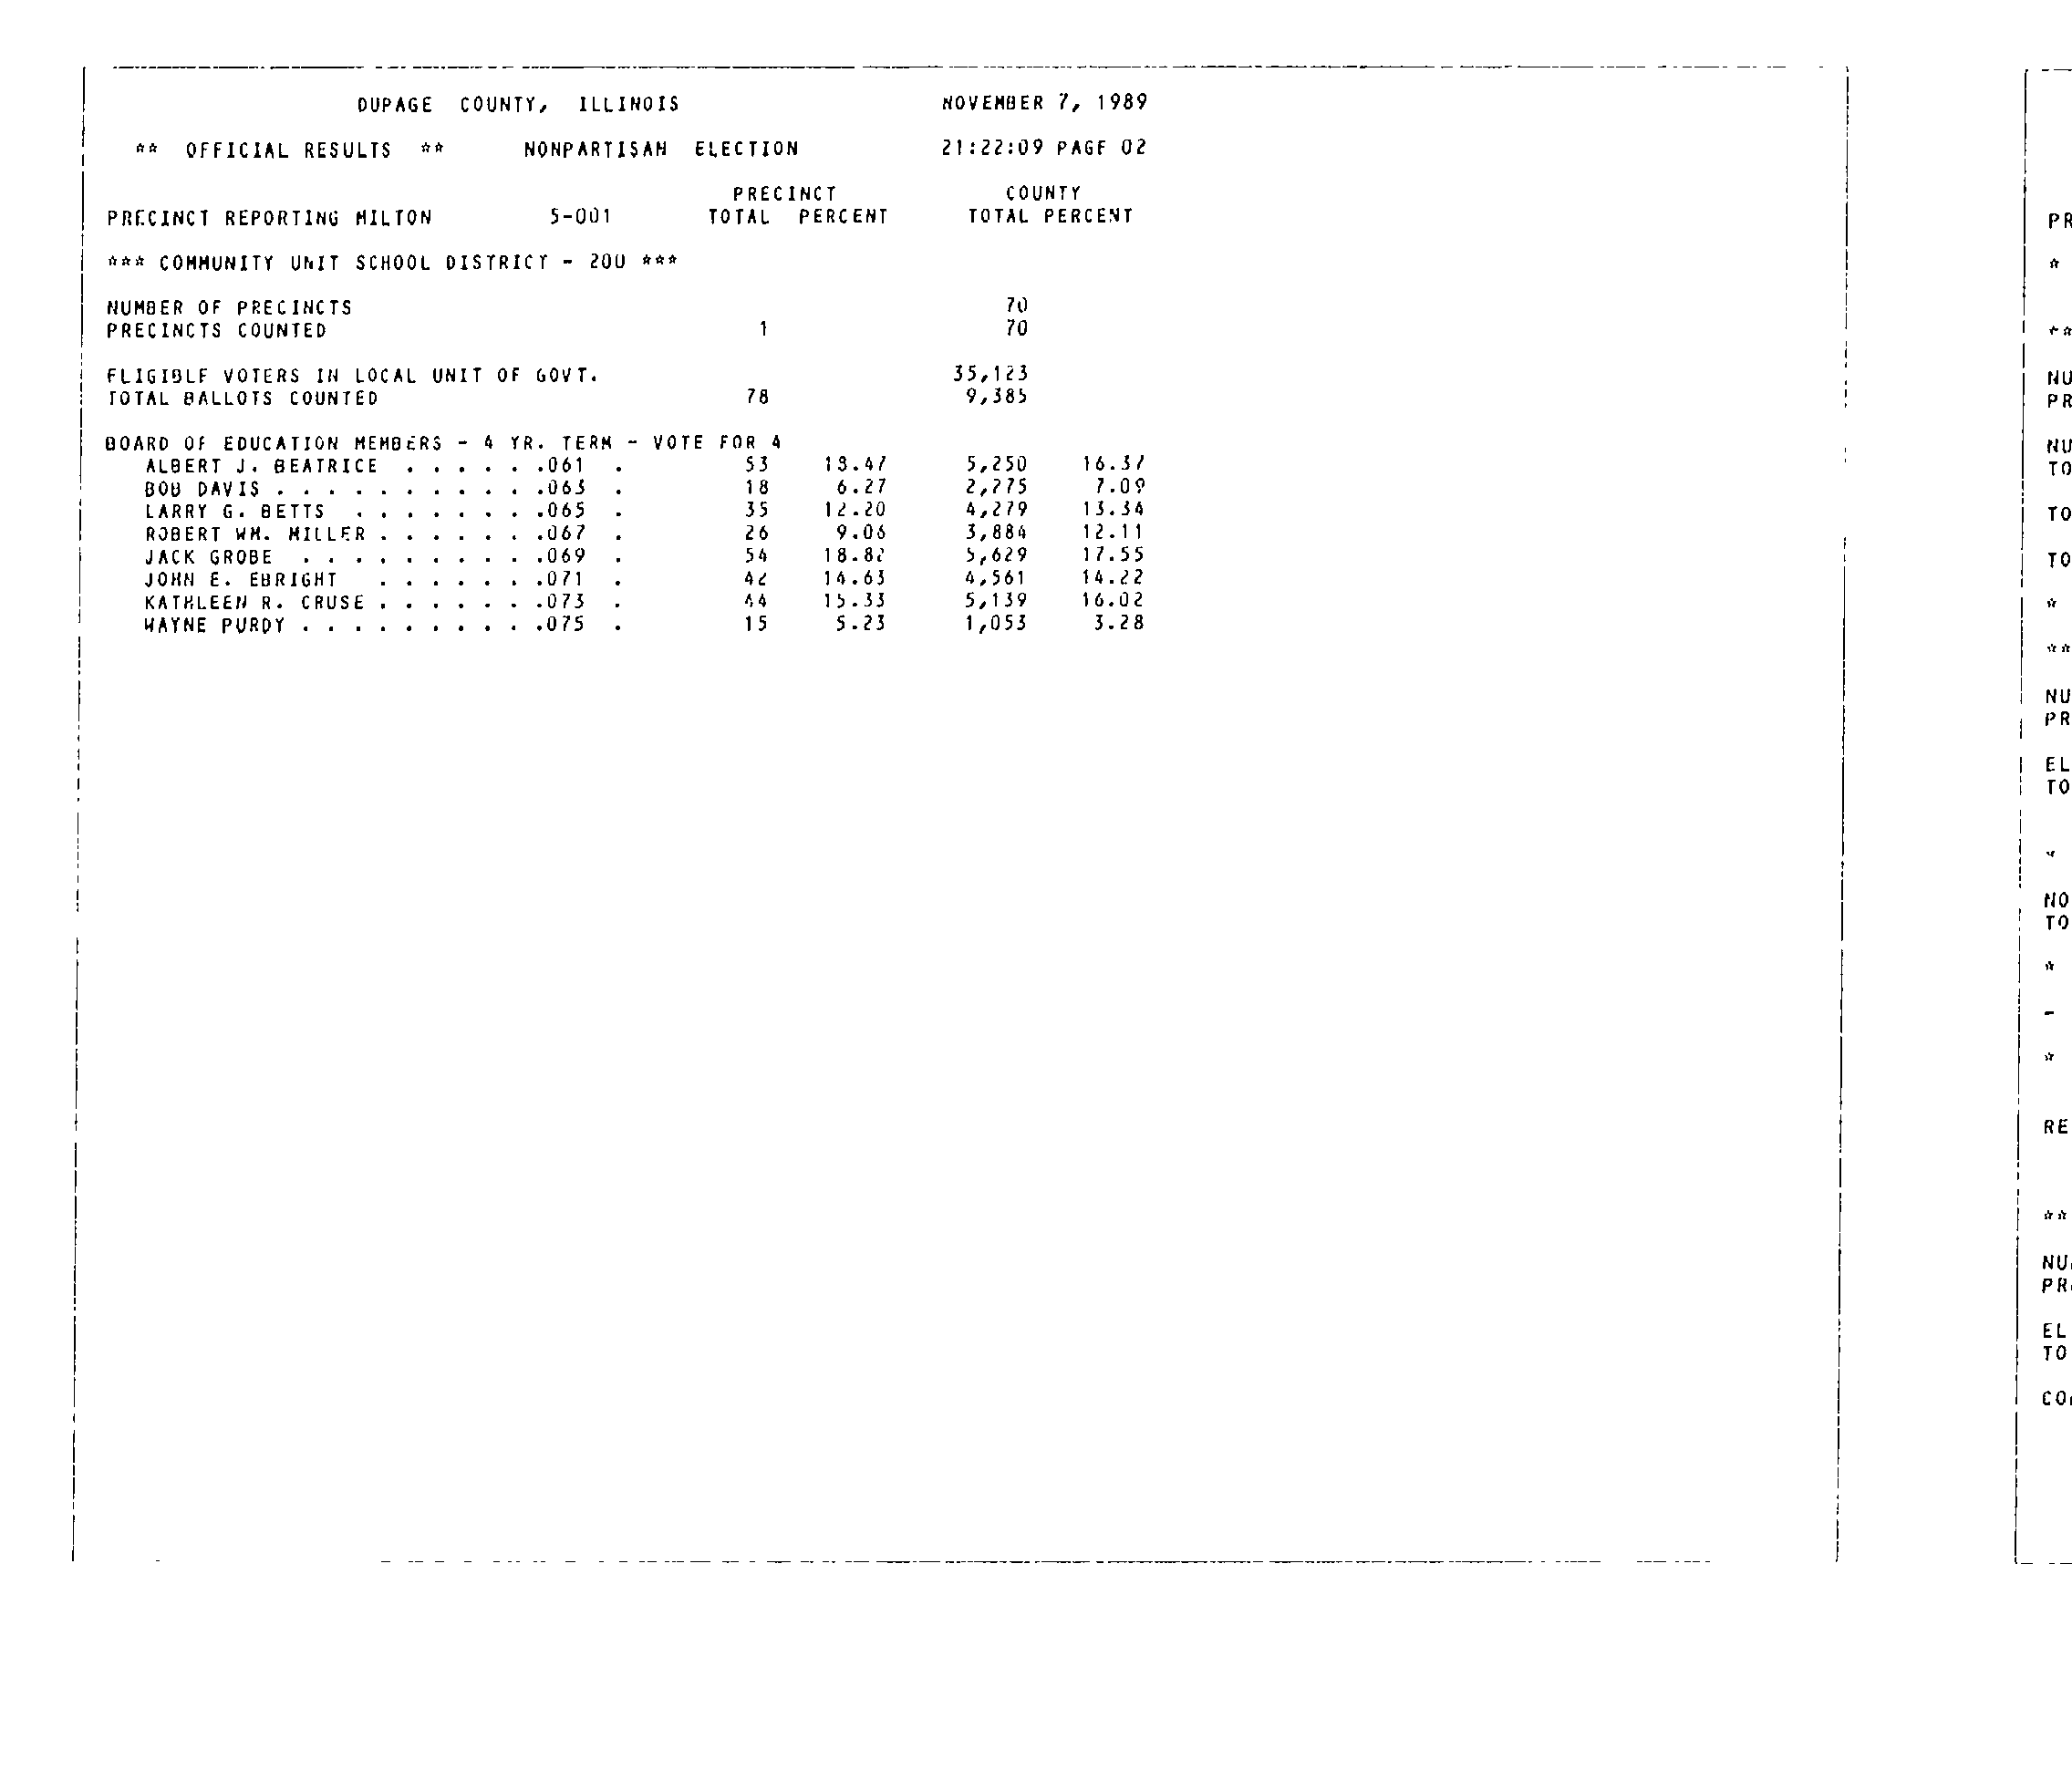 DUPAGE COUNTY, ILLINOIS NOVEMBER 7, 1989
** OFFICIAL RESULTS ** NONPARTISAN ELECTION 21:22:09 PAGE 02
PRECINCT COUNTY
PRECINCT REPORTING MILTON 5-001 TOTAL PERCENT TOTAL PERCENT
*** COMMUNITY UNIT SCHOOL DISTRICT - 200 ***
NUMBER OF PRECINCTS 70
PRECINCTS COUNTED 1 70
ELIGIBLE VOTERS IN LOCAL UNIT OF GOVT. 35,123
TOTAL BALLOTS COUNTED 78 9,385
BOARD OF EDUCATION MEMBERS - 4 YR. TERM - VOTE FOR 4
ALBERT J. BEATRICE . . . . . .061 . 53 18.47 5,250 16.37
BOB DAVIS . . . . . . . . . . .063 . 18 6.27 2,275 7.09
LARRY G. BETTS . . . . . . . .065 . 35 12.20 4,279 13.34
ROBERT WM. MILLER . . . . . . .067 . 26 9.06 3,884 12.11
JACK GROBE . . . . . . . . . .069 . 54 18.82 5,629 17.55
JOHN E. EBRIGHT . . . . . . .071 . 42 14.63 4,561 14.22
KATHLEEN R. CRUSE . . . . . . .073 . 44 15.33 5,139 16.02
WAYNE PURDY . . . . . . . . . .075 . 15 5.23 1,053 3.28
PR
*
**
NU
PR
NU
TO
TO
TO
*
**
NU
PR
EL
TO
*
NO
TO
*
-
*
RE
**
NU
PR
EL
TO
CO